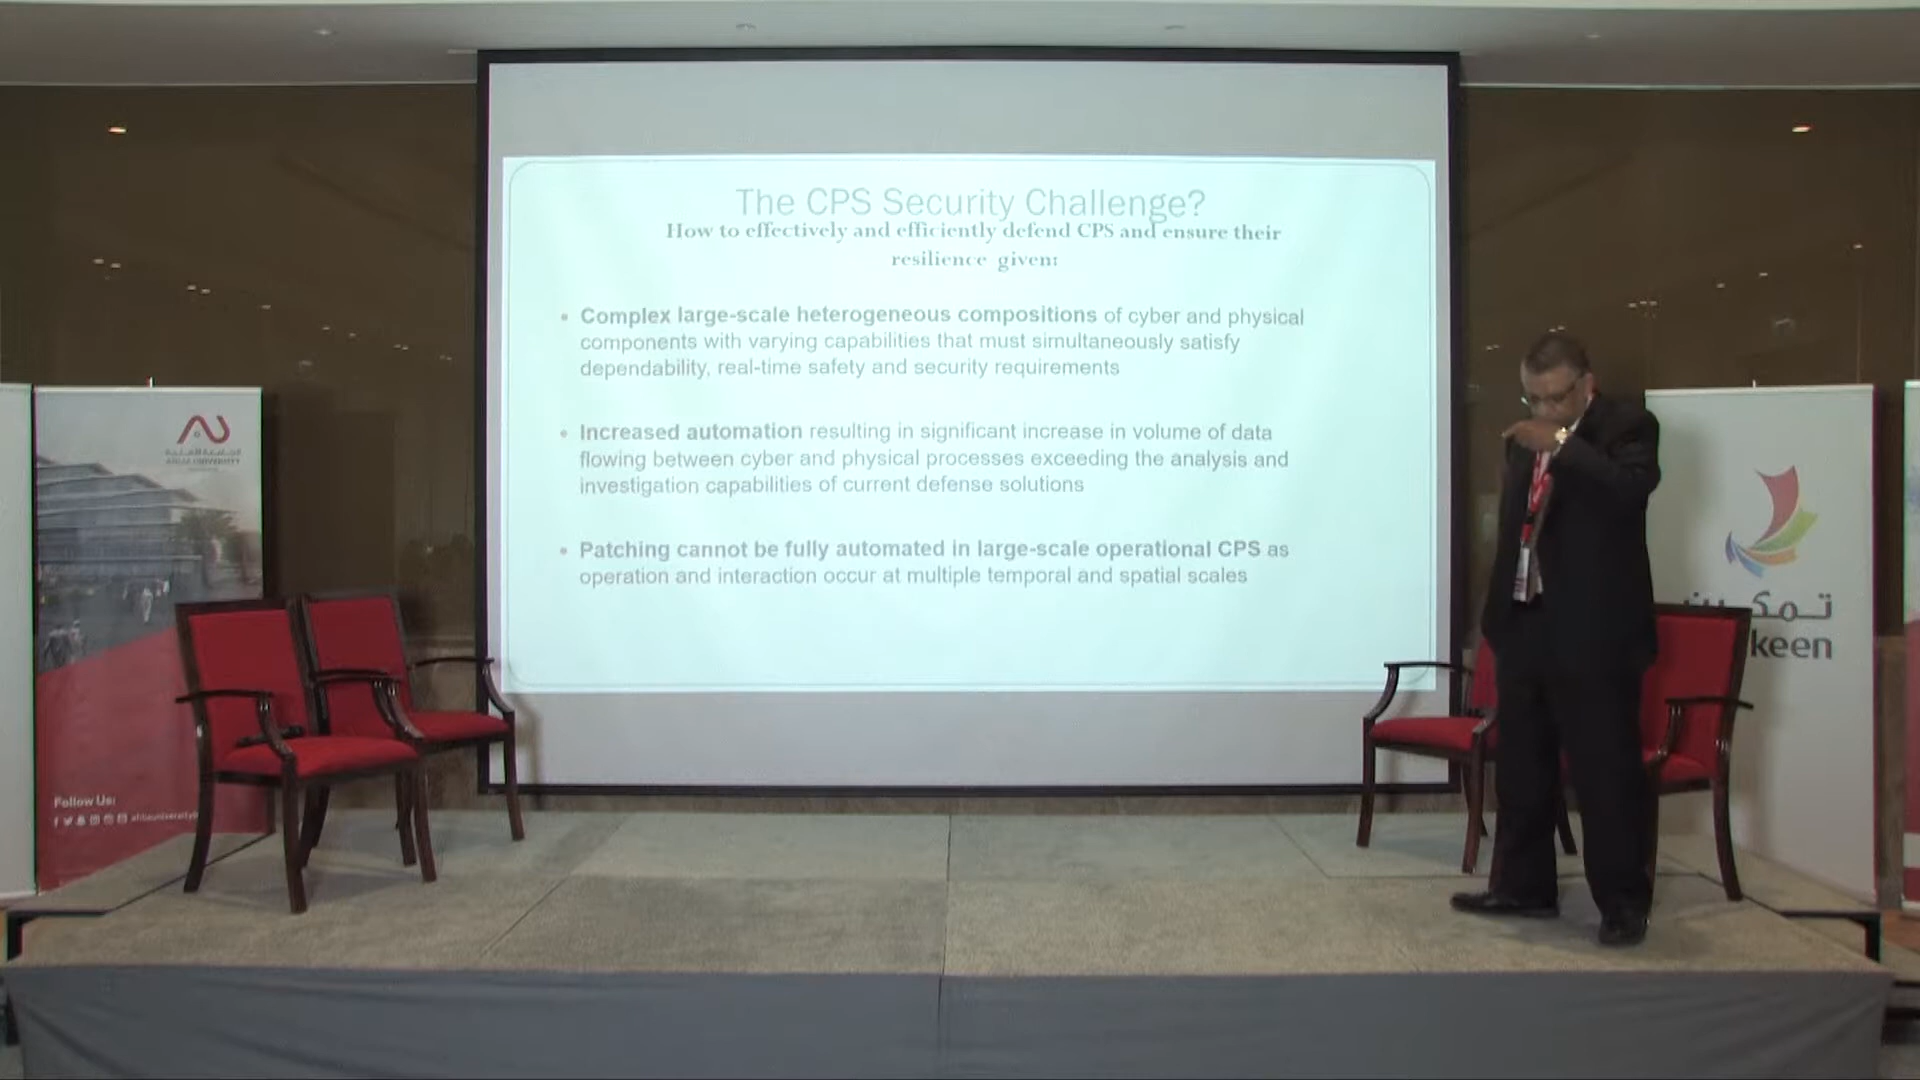 The CPS Security Challenge?
How to effectively and efficiently defend CPS and ensure their
resilience given:
• Complex large-scale heterogeneous compositions of cyber and physical
components with varying capabilities that must simultaneously satisfy
dependability, real-time safety and security requirements
• Increased automation resulting in significant increase in volume of data
flowing between cyber and physical processes exceeding the analysis and
investigation capabilities of current defense solutions
• Patching cannot be fully automated in large-scale operational CPS as
operation and interaction occur at multiple temporal and spatial scales
AHLIA UNIVERSITY
Follow Us:
keen